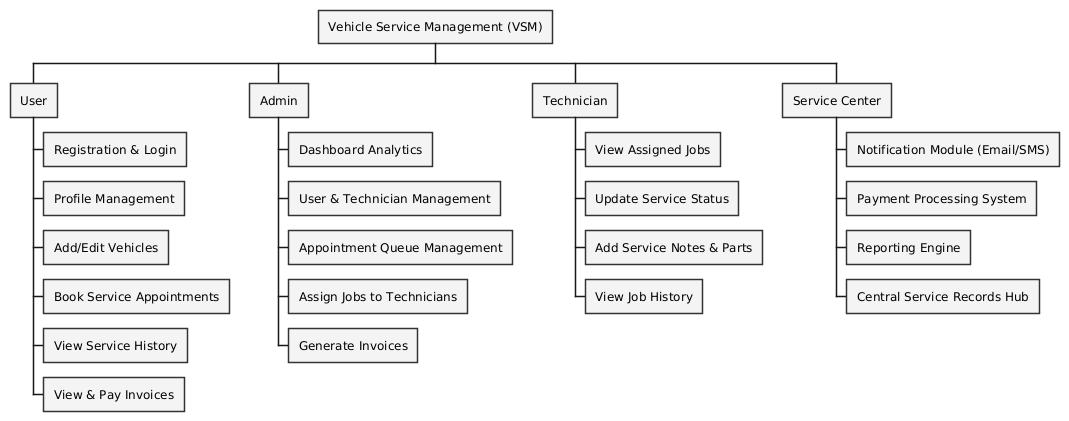 Vehicle Service Management (VSM)
User
Registration & Login
Profile Management
Add/Edit Vehicles
Book Service Appointments
View Service History
View & Pay Invoices
Admin
Dashboard Analytics
User & Technician Management
Appointment Queue Management
Assign Jobs to Technicians
Generate Invoices
Technician
View Assigned Jobs
Update Service Status
Add Service Notes & Parts
View Job History
Service Center
Notification Module (Email/SMS)
Payment Processing System
Reporting Engine
Central Service Records Hub